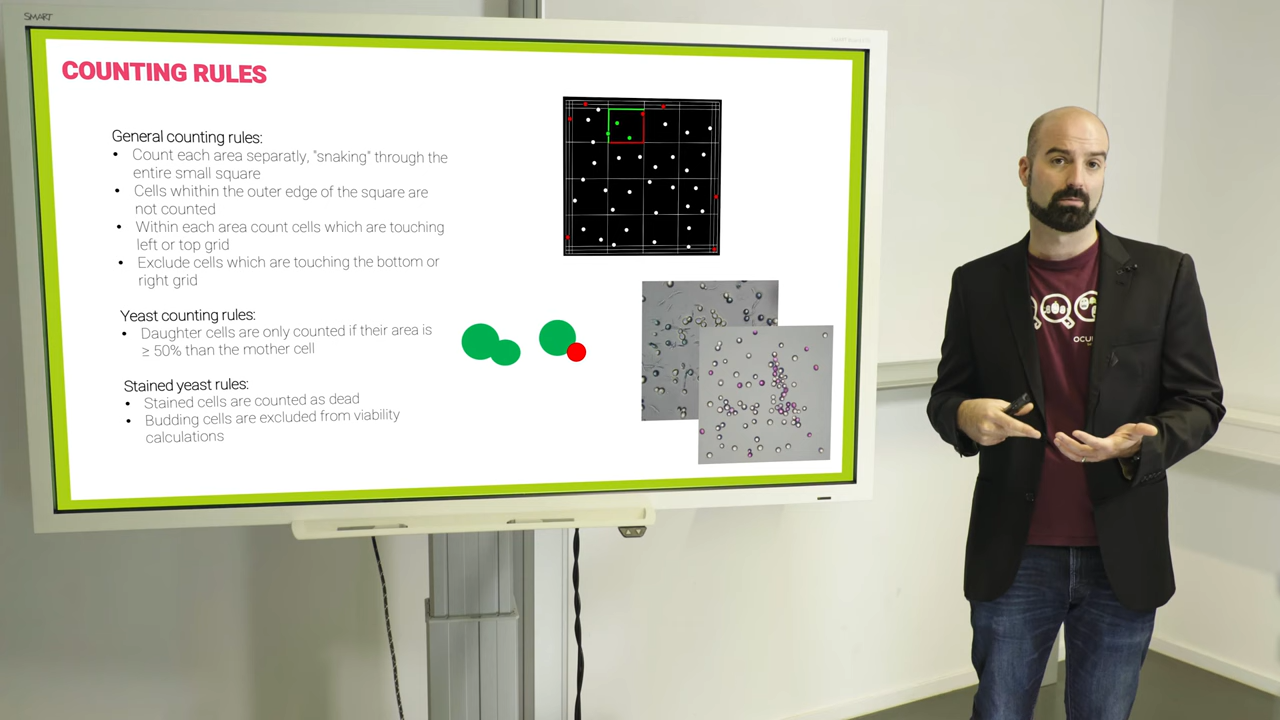 SMART
COUNTING RULES
General counting rules:
• Count each area separatly, "snaking" through the
entire small square
• Cells whithin the outer edge of the square are
not counted
• Within each area count cells which are touching
left or top grid
• Exclude cells which are touching the bottom or
right grid
Yeast counting rules:
• Daughter cells are only counted if their area is
≥ 50% than the mother cell
Stained yeast rules:
• Stained cells are counted as dead
• Budding cells are excluded from viability
calculations